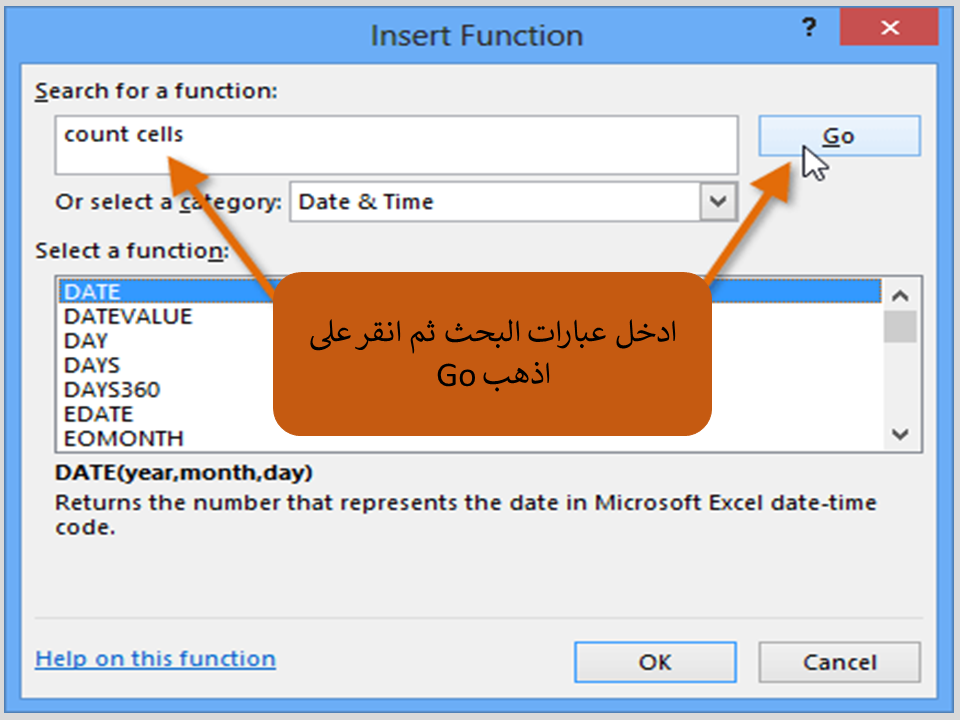 Insert Function
?
Search for a function:
count cells
Go
Or select a category:
Date & Time
Select a function:
DATE
DATEVALUE
DAY
DAYS
DAYS360
EDATE
EOMONTH
ادخل عبارات البحث ثم انقر على
اذهب Go
DATE(year,month,day)
Returns the number that represents the date in Microsoft Excel date-time
code.
Help on this function
OK
Cancel